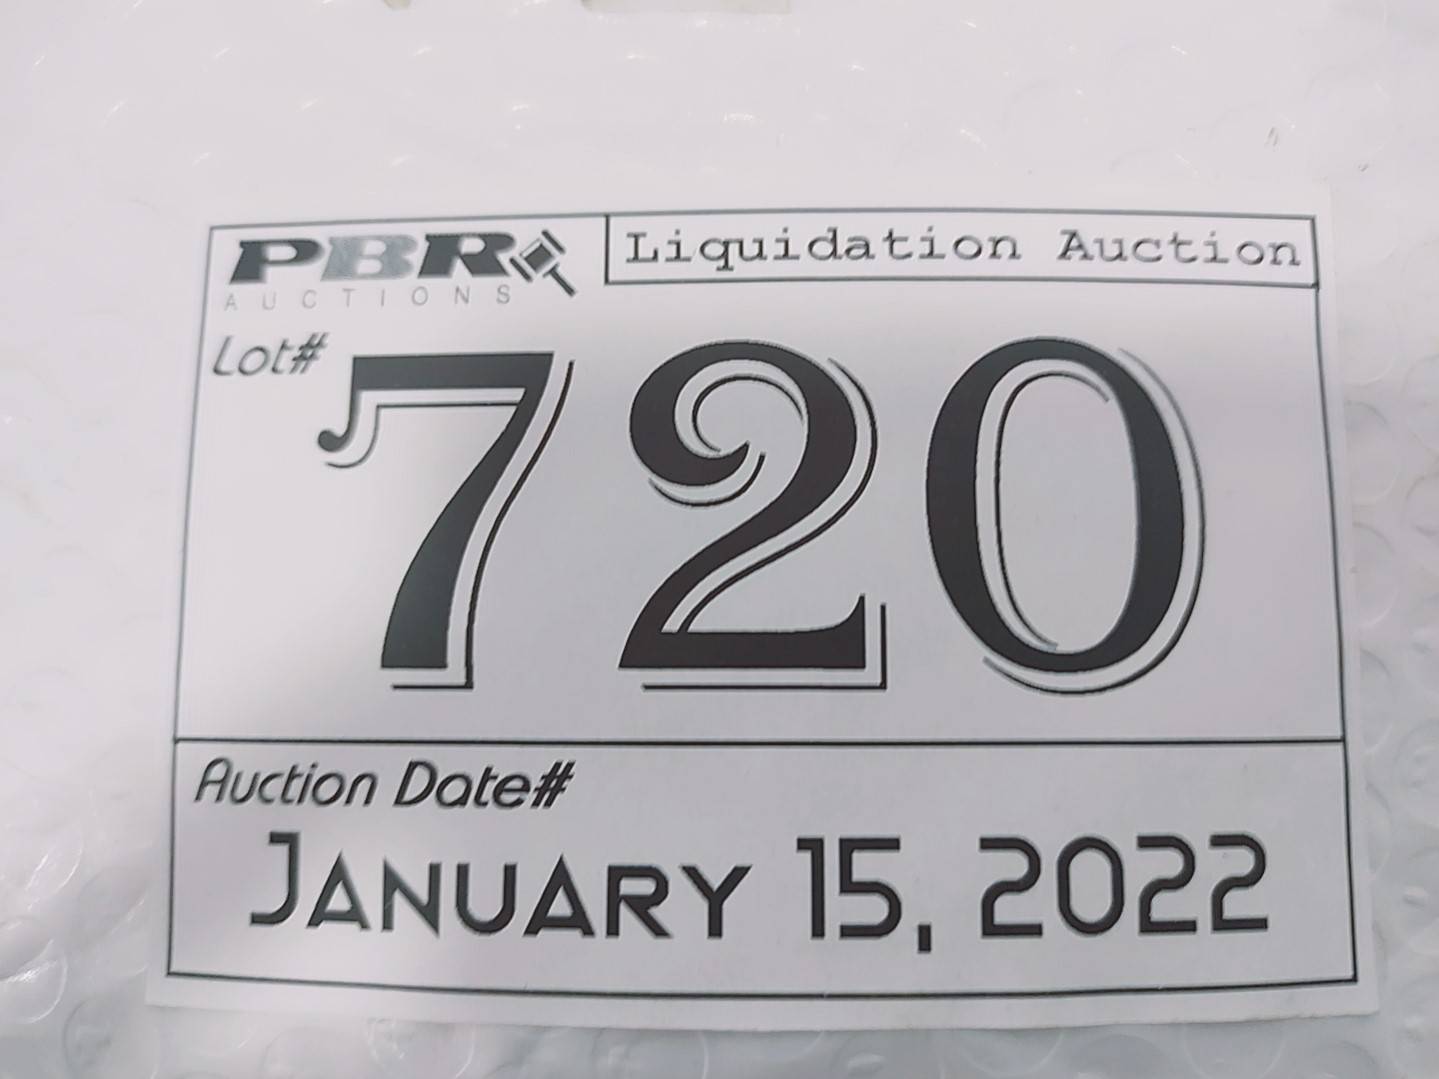 PBR
AUCTIONS
Liquidation Auction
Lot#
720
Auction Date#
JANUARY 15, 2022